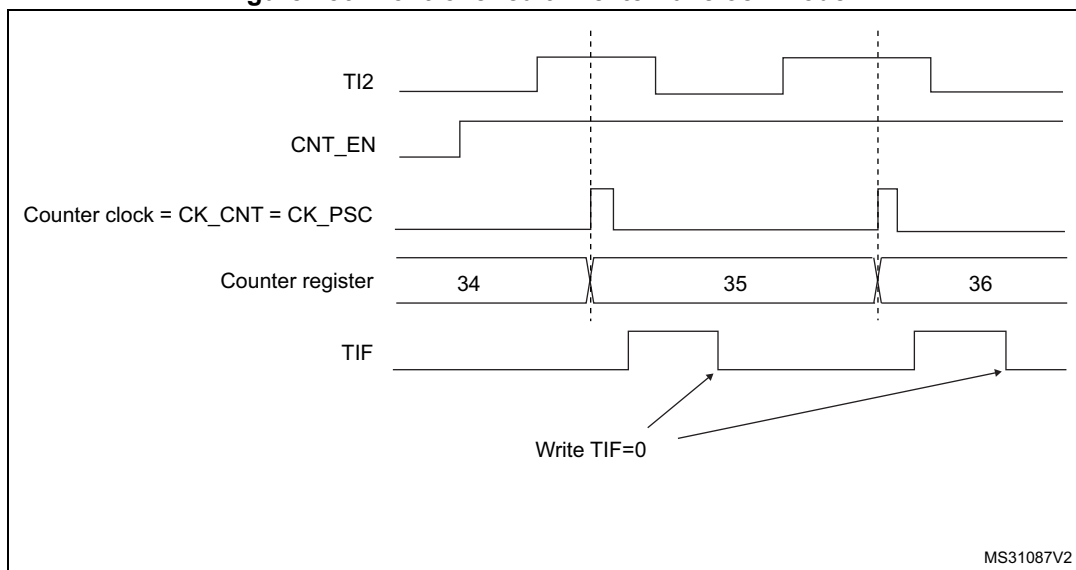 TI2
CNT_EN
Counter clock = CK_CNT = CK_PSC
Counter register
34
35
36
TIF
Write TIF=0
MS31087V2